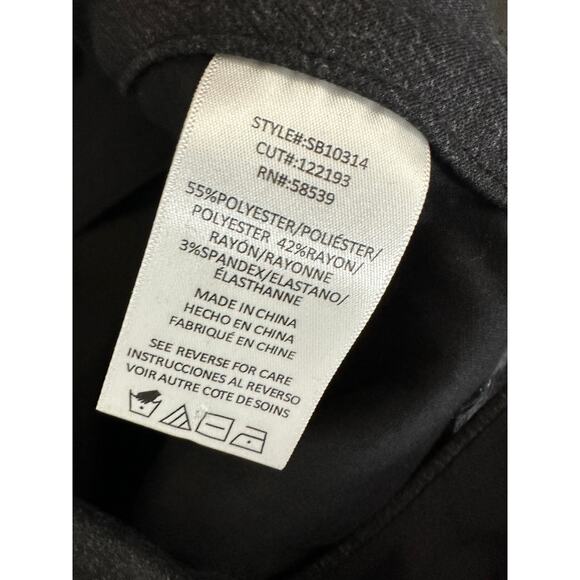 STYLE#:SB10314
CUT#:122193
RN#:58539
55%POLYESTER/POLIÉSTER/
POLYESTER 42%RAYON/
RAYÓN/RAYONNE
3%SPANDEX/ELASTANO/
ÉLASTHANNE
MADE IN CHINA
HECHO EN CHINA
FABRIQUÉ EN CHINE
SEE REVERSE FOR CARE
INSTRUCCIONES AL REVERSO
VOIR AUTRE COTE DE SOINS